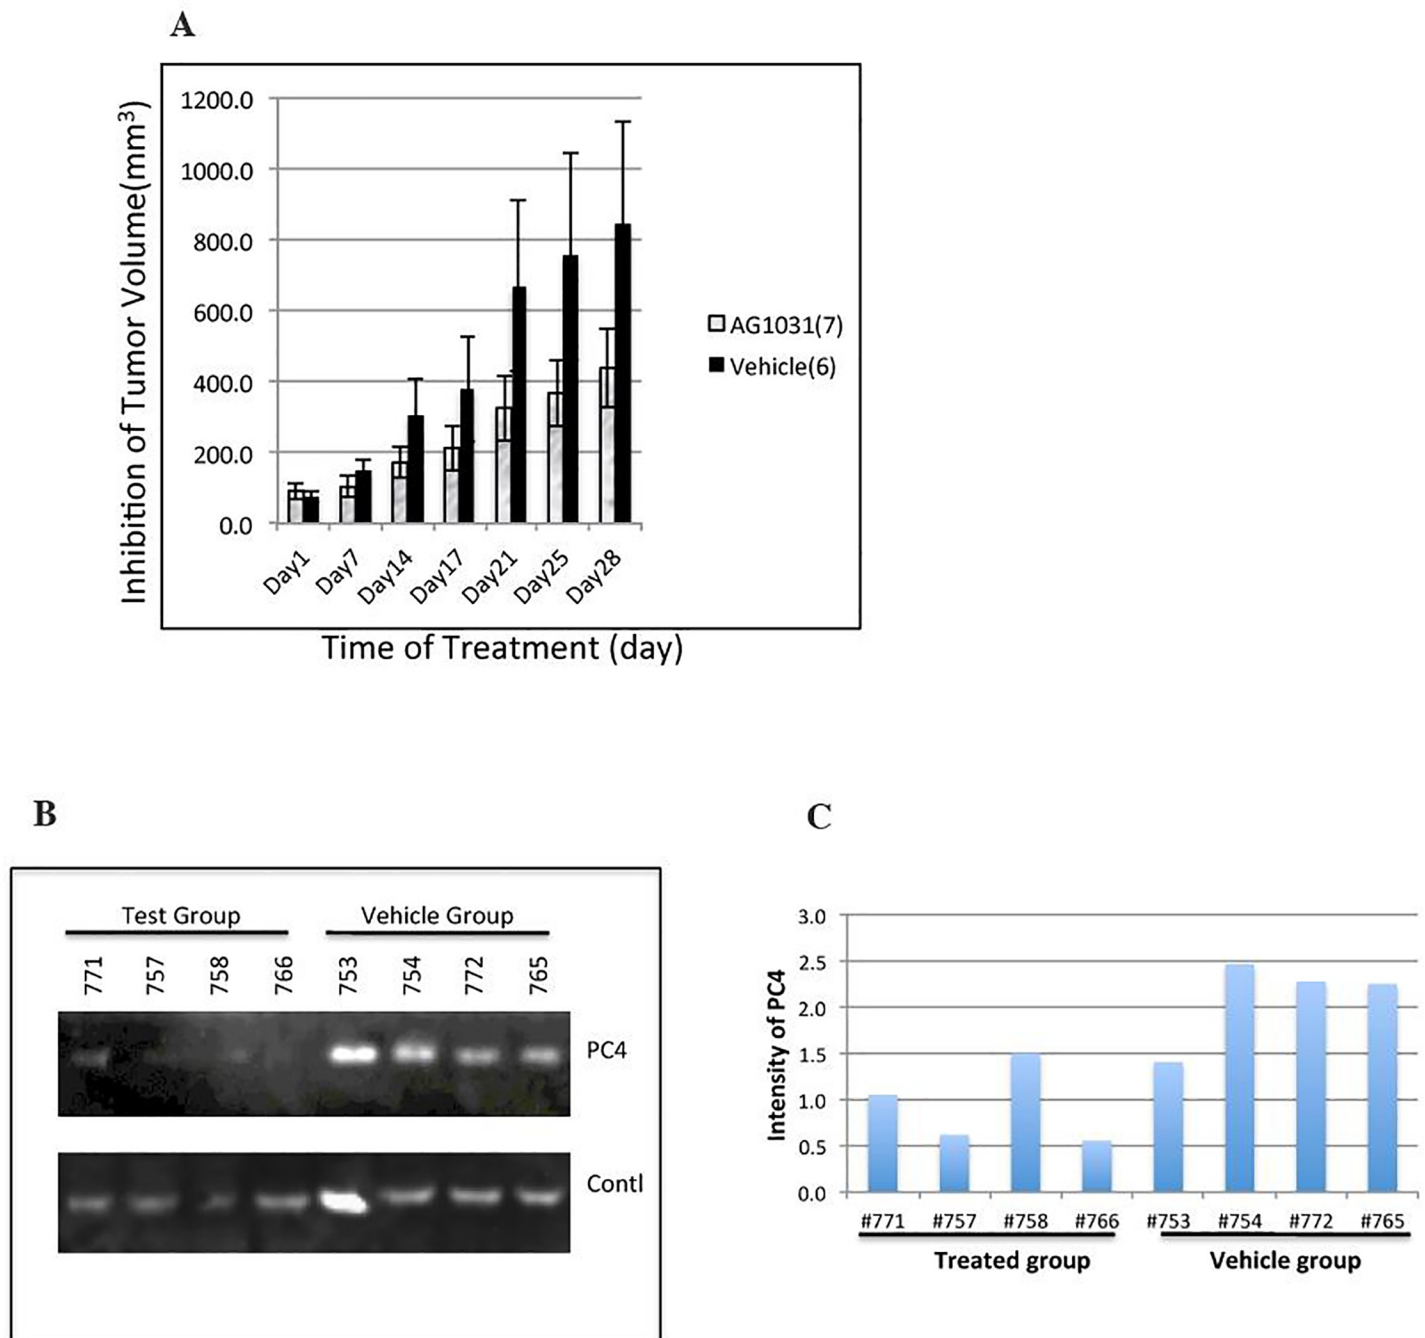 A
Inhibition of Tumor Volume(mm³)
1200.0
1000.0
800.0
600.0
400.0
200.0
0.0
Day1 Day7 Day14 Day17 Day21 Day25 Day28
Time of Treatment (day)
AG1031(7)
Vehicle(6)
B
Test Group Vehicle Group
771 757 758 766 753 754 772 765
PC4
Contl
C
Intensity of PC4
3.0
2.5
2.0
1.5
1.0
0.5
0.0
#771 #757 #758 #766 #753 #754 #772 #765
Treated group Vehicle group